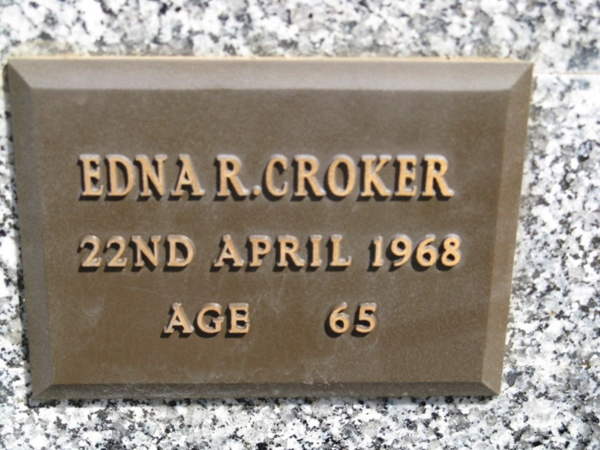 EDNA R. CROKER
22ND APRIL 1968
AGE 65